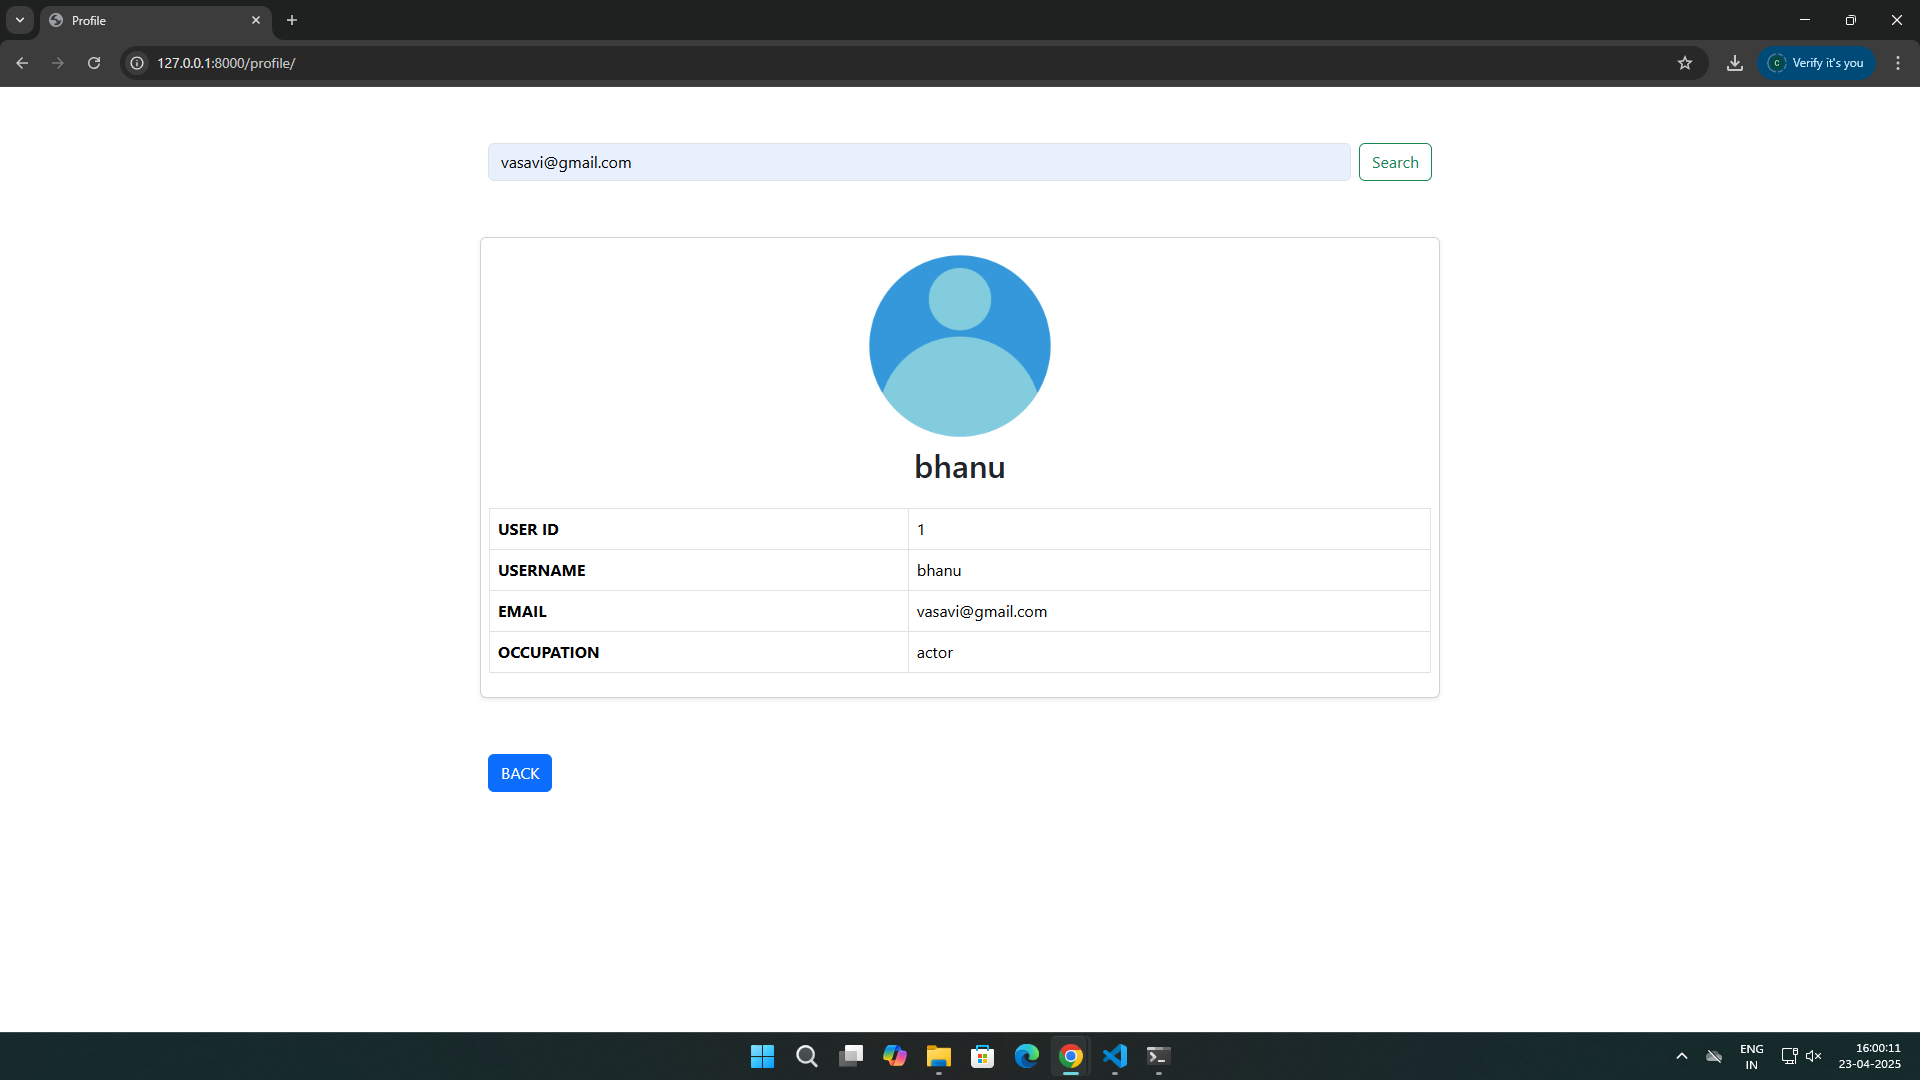 Profile
127.0.0.1:8000/profile/
C Verify it's you
vasavi@gmail.com Search
bhanu
USER ID 1
USERNAME bhanu
EMAIL vasavi@gmail.com
OCCUPATION actor
BACK
ENG 16:00:11
IN 23-04-2025